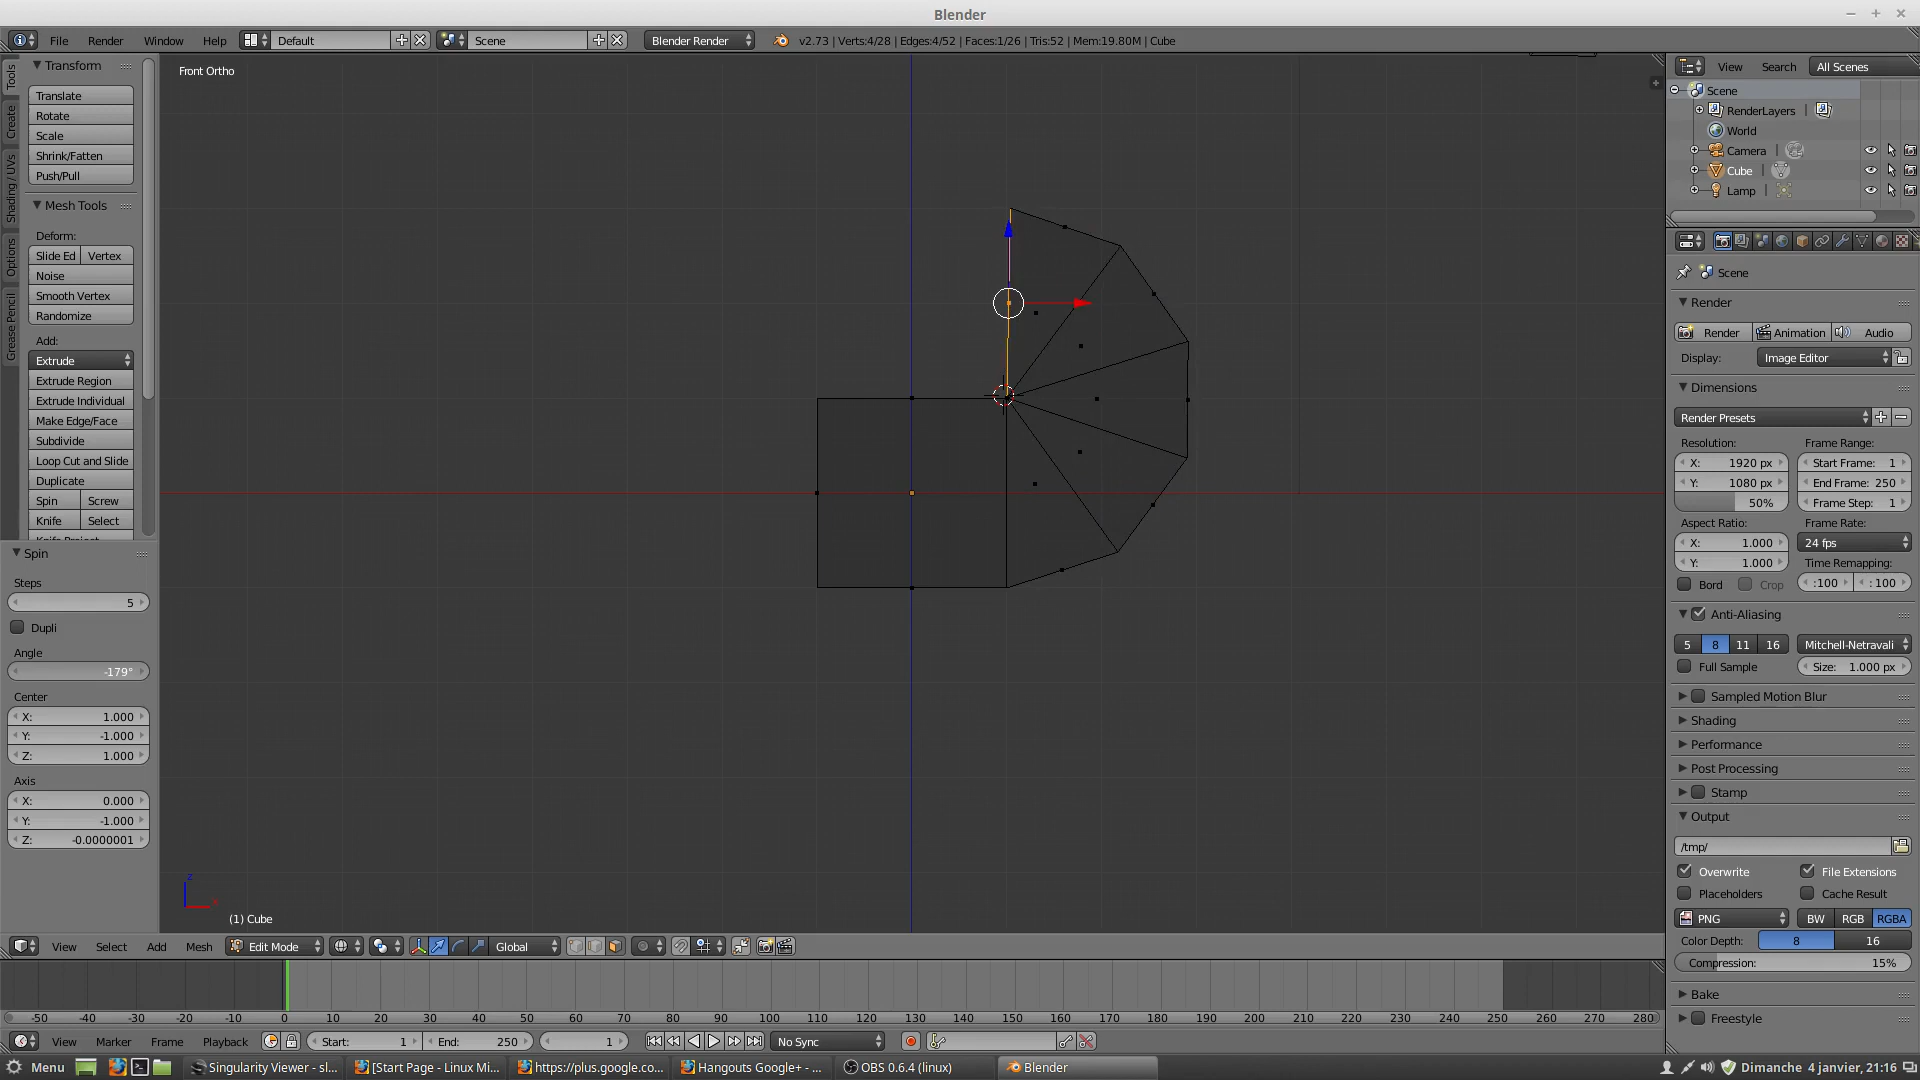 Blender
File Render Window Help Default Scene Blender Render v2.73 | Verts:4/28 | Edges:4/52 | Faces:1/26 | Tris:52 | Mem:19.80M | Cube
Tools
Create
Shading / UVs
Options
Grease Pencil
Transform
Translate
Rotate
Scale
Shrink/Fatten
Push/Pull
Mesh Tools
Deform:
Slide Ed Vertex
Noise
Smooth Vertex
Randomize
Add:
Extrude
Extrude Region
Extrude Individual
Make Edge/Face
Subdivide
Loop Cut and Slide
Duplicate
Spin Screw
Knife Select
Spin
Steps
5
Dupli
Angle
-179°
Center
X: 1.000
Y: -1.000
Z: 1.000
Axis
X: 0.000
Y: -1.000
Z: -0.0000001
Front Ortho
z
x
(1) Cube
View Select Add Mesh Edit Mode Global
-50 -40 -30 -20 -10 0 10 20 30 40 50 60 70 80 90 100 110 120 130 140 150 160 170 180 190 200 210 220 230 240 250 260 270 280
View Marker Frame Playback Start: 1 End: 250 1 No Sync
View Search All Scenes
Scene
RenderLayers
World
Camera
Cube
Lamp
Scene
Render
Render Animation Audio
Display: Image Editor
Dimensions
Render Presets
Resolution: Frame Range:
X: 1920 px Start Frame: 1
Y: 1080 px End Frame: 250
50% Frame Step: 1
Aspect Ratio: Frame Rate:
X: 1.000 24 fps
Y: 1.000 Time Remapping:
Bord Crop :100 : 100
Anti-Aliasing
5 8 11 16 Mitchell-Netravali
Full Sample Size: 1.000 px
Sampled Motion Blur
Shading
Performance
Post Processing
Stamp
Output
/tmp/
Overwrite File Extensions
Placeholders Cache Result
PNG BW RGB RGBA
Color Depth: 8 16
Compression: 15%
Bake
Freestyle
Menu Singularity Viewer - sl... [Start Page - Linux Mi... https://plus.google.co... Hangouts Google+ - ... OBS 0.6.4 (linux) Blender Dimanche 4 janvier, 21:16